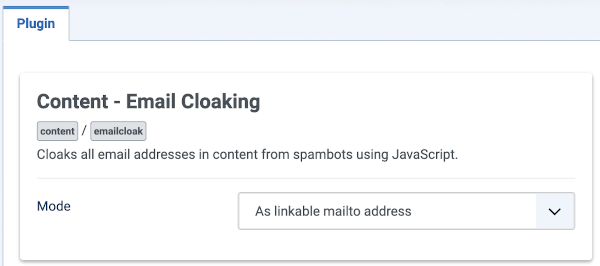 Plugin
Content - Email Cloaking
content / emailcloak
Cloaks all email addresses in content from spambots using JavaScript.
Mode
As linkable mailto address